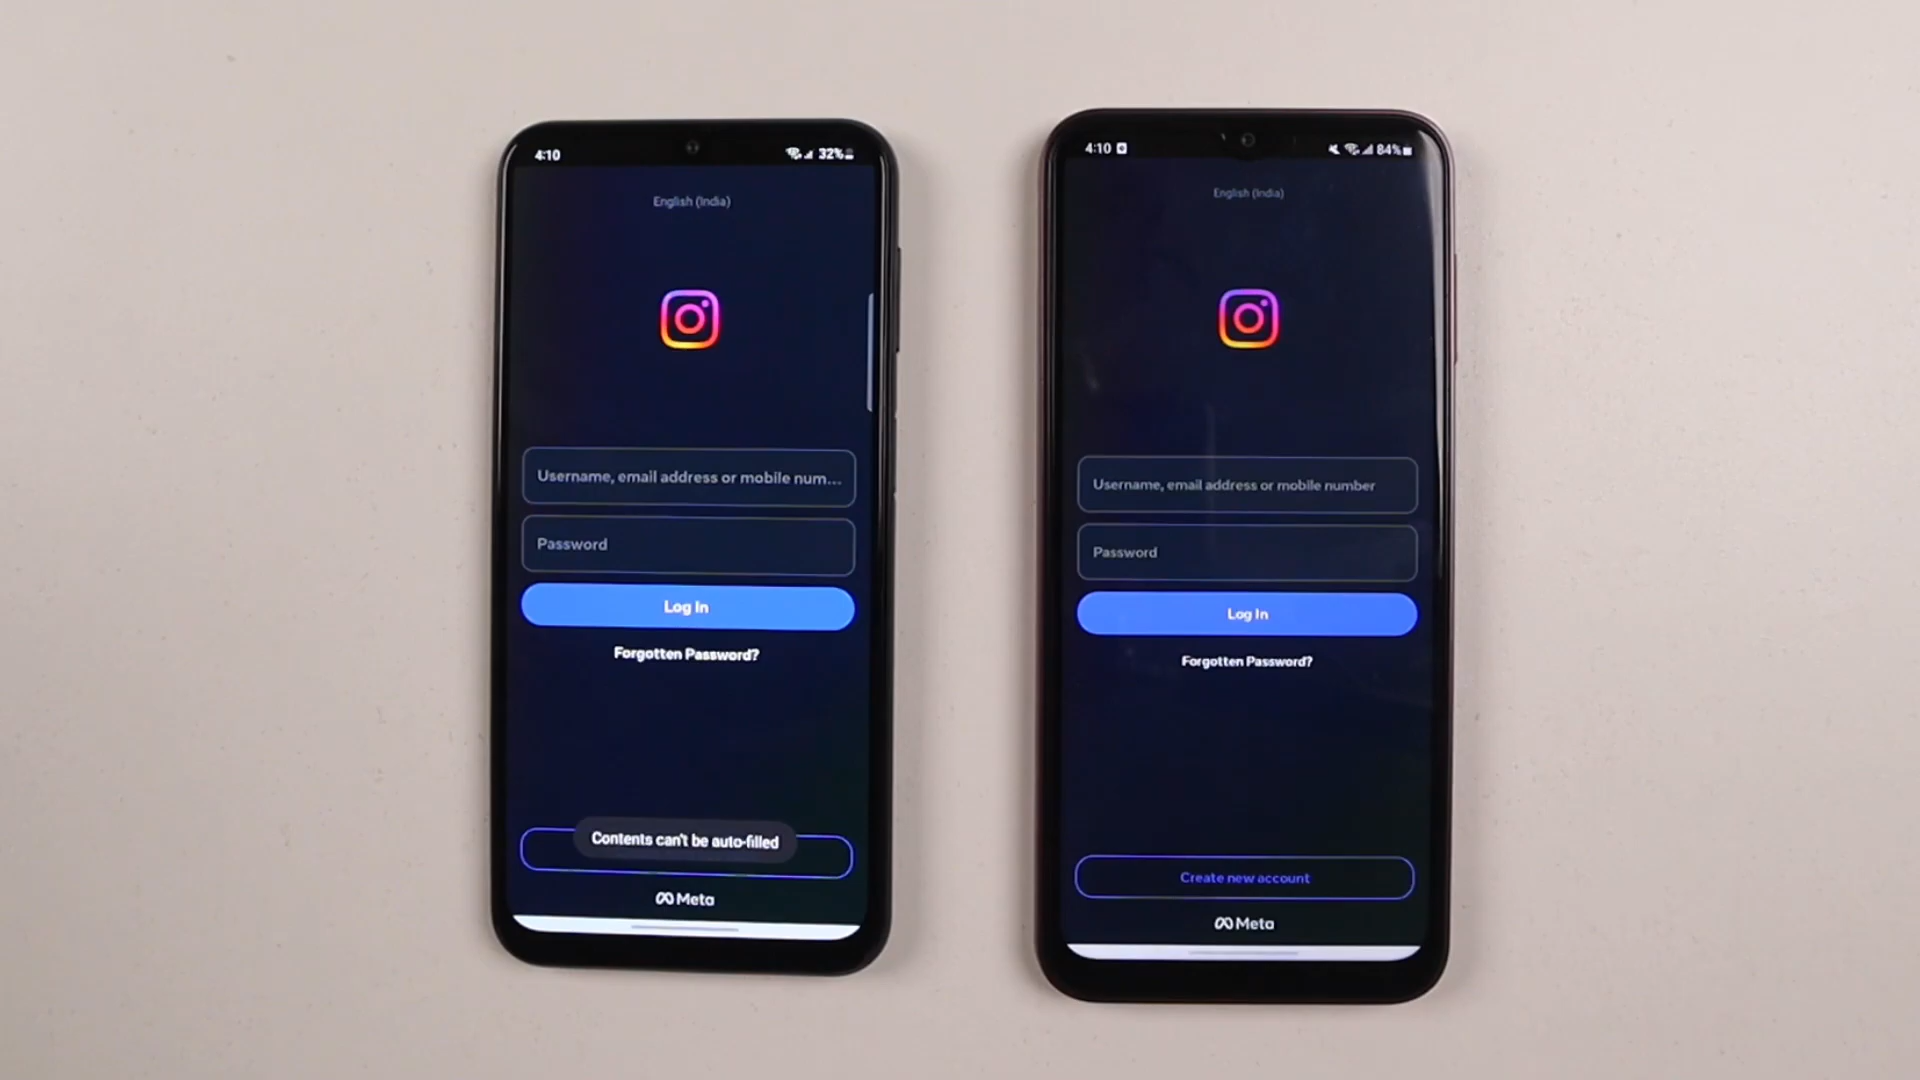 4:10
32%
English (India)
Username, email address or mobile num...
Password
Log In
Forgotten Password?
Contents can't be auto-filled
Meta
4:10
84%
English (India)
Username, email address or mobile number
Password
Log In
Forgotten Password?
Create new account
Meta